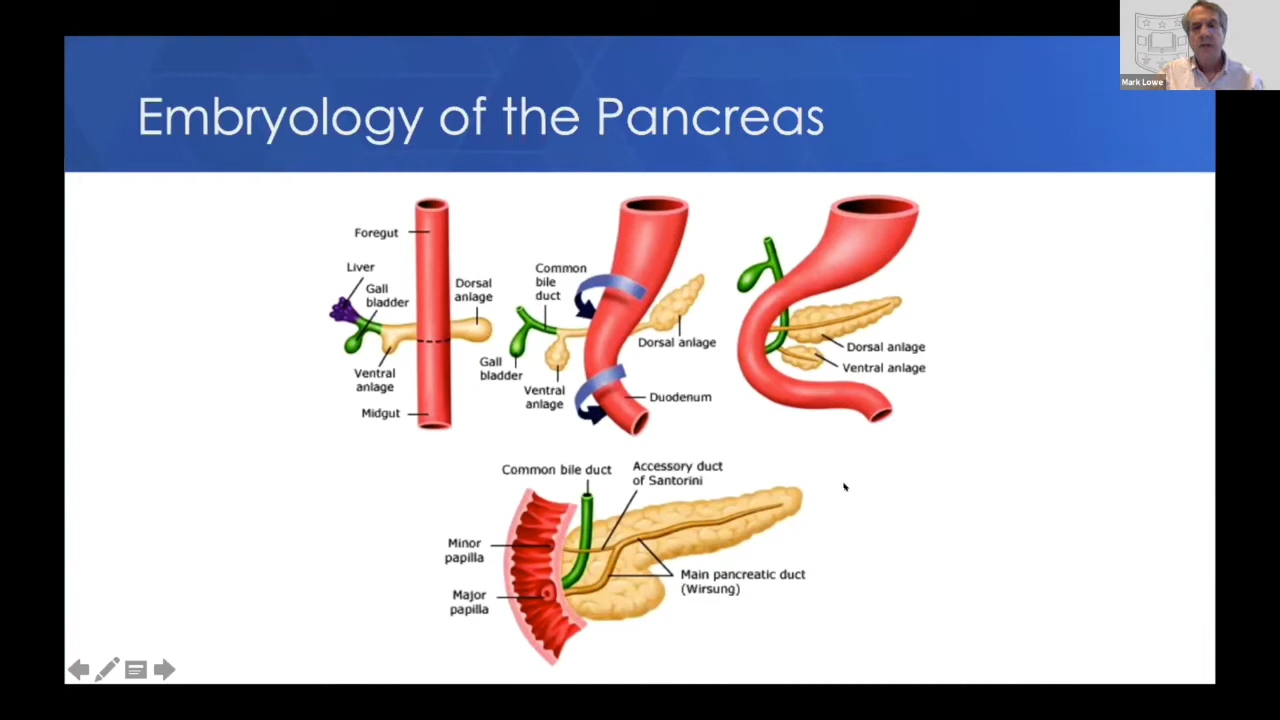 Mark Lowe
Embryology of the Pancreas
Foregut
Liver
Gall
bladder
Dorsal
anlage
Ventral
anlage
Midgut
Common
bile
duct
Gall
bladder
Ventral
anlage
Dorsal anlage
Duodenum
Dorsal anlage
Ventral anlage
Common bile duct
Accessory duct
of Santorini
Minor
papilla
Major
papilla
Main pancreatic duct
(Wirsung)